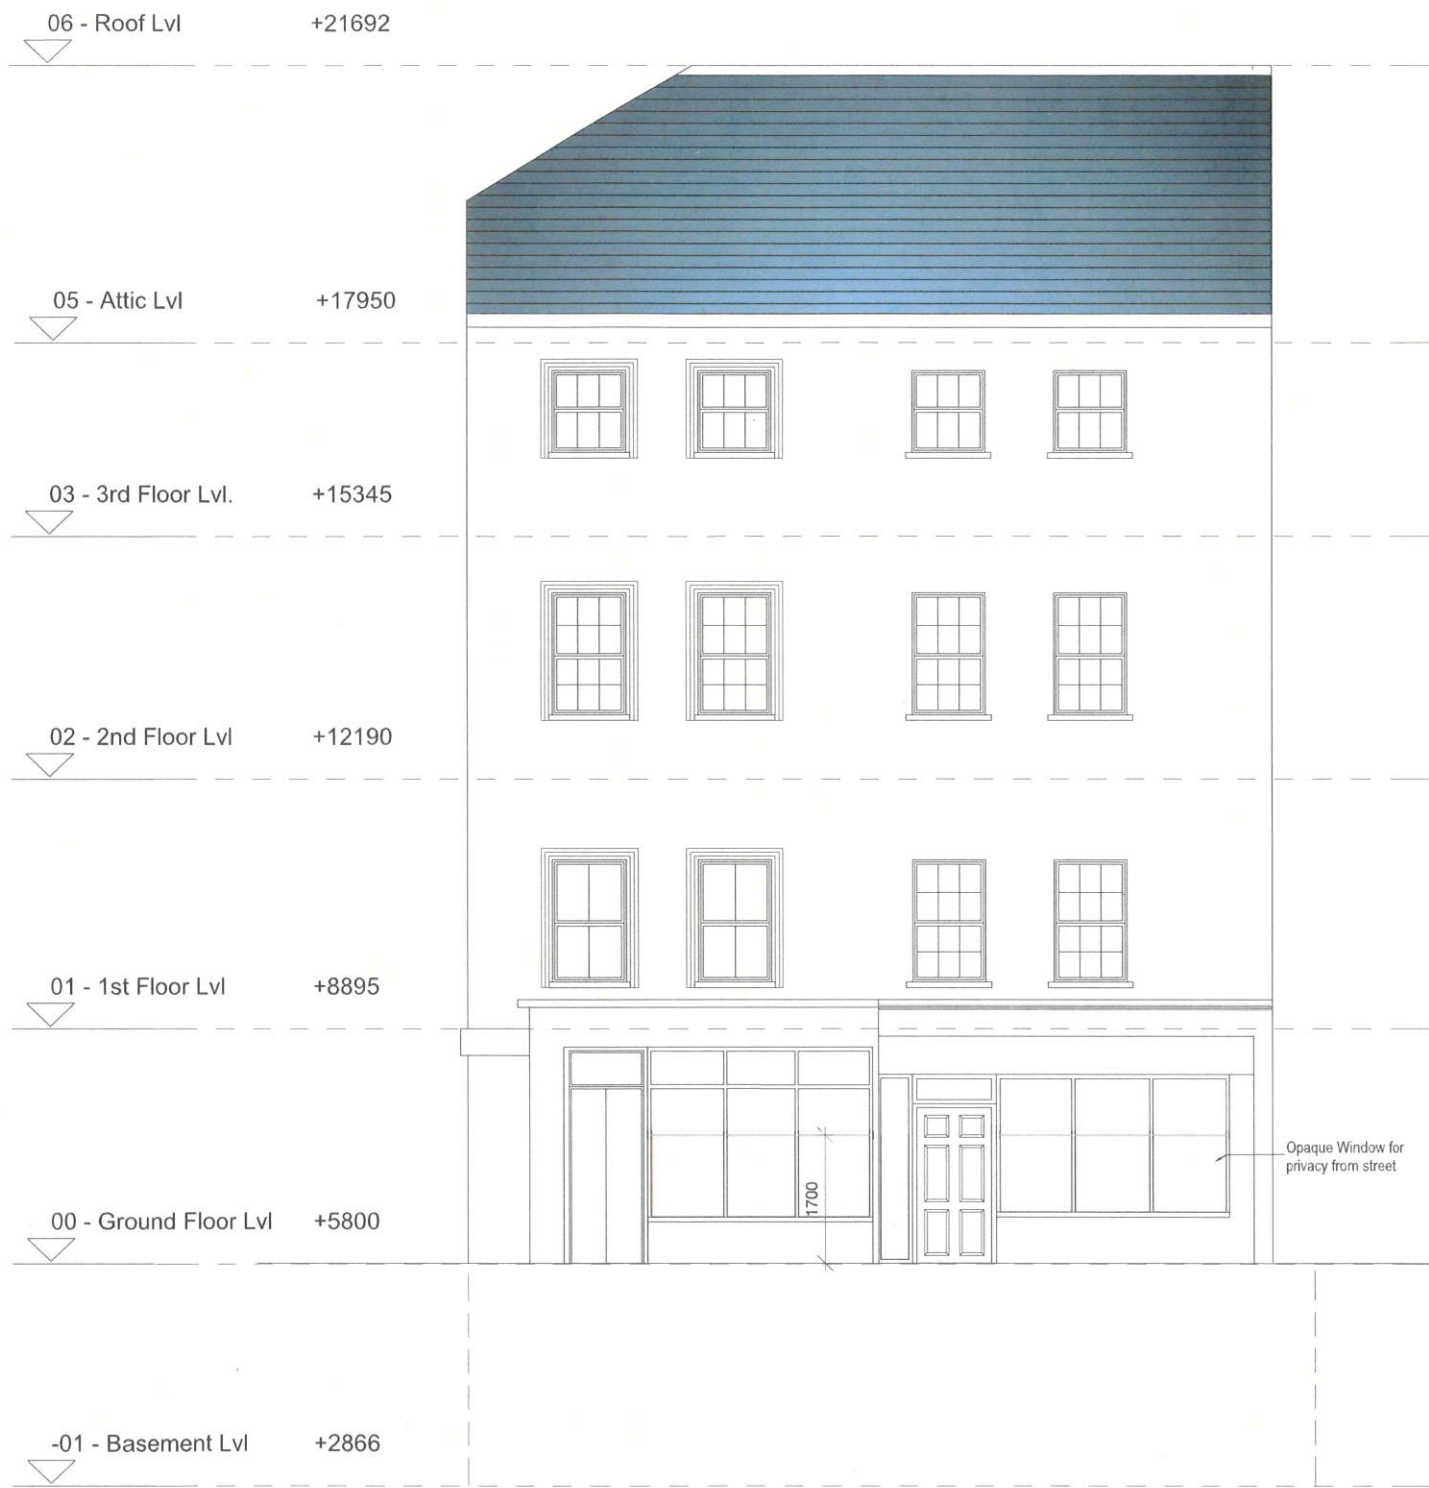 06 - Roof Lvl +21692
05 - Attic Lvl +17950
03 - 3rd Floor Lvl. +15345
02 - 2nd Floor Lvl +12190
01 - 1st Floor Lvl +8895
Opaque Window for
privacy from street
1700
00 - Ground Floor Lvl +5800
-01 - Basement Lvl +2866